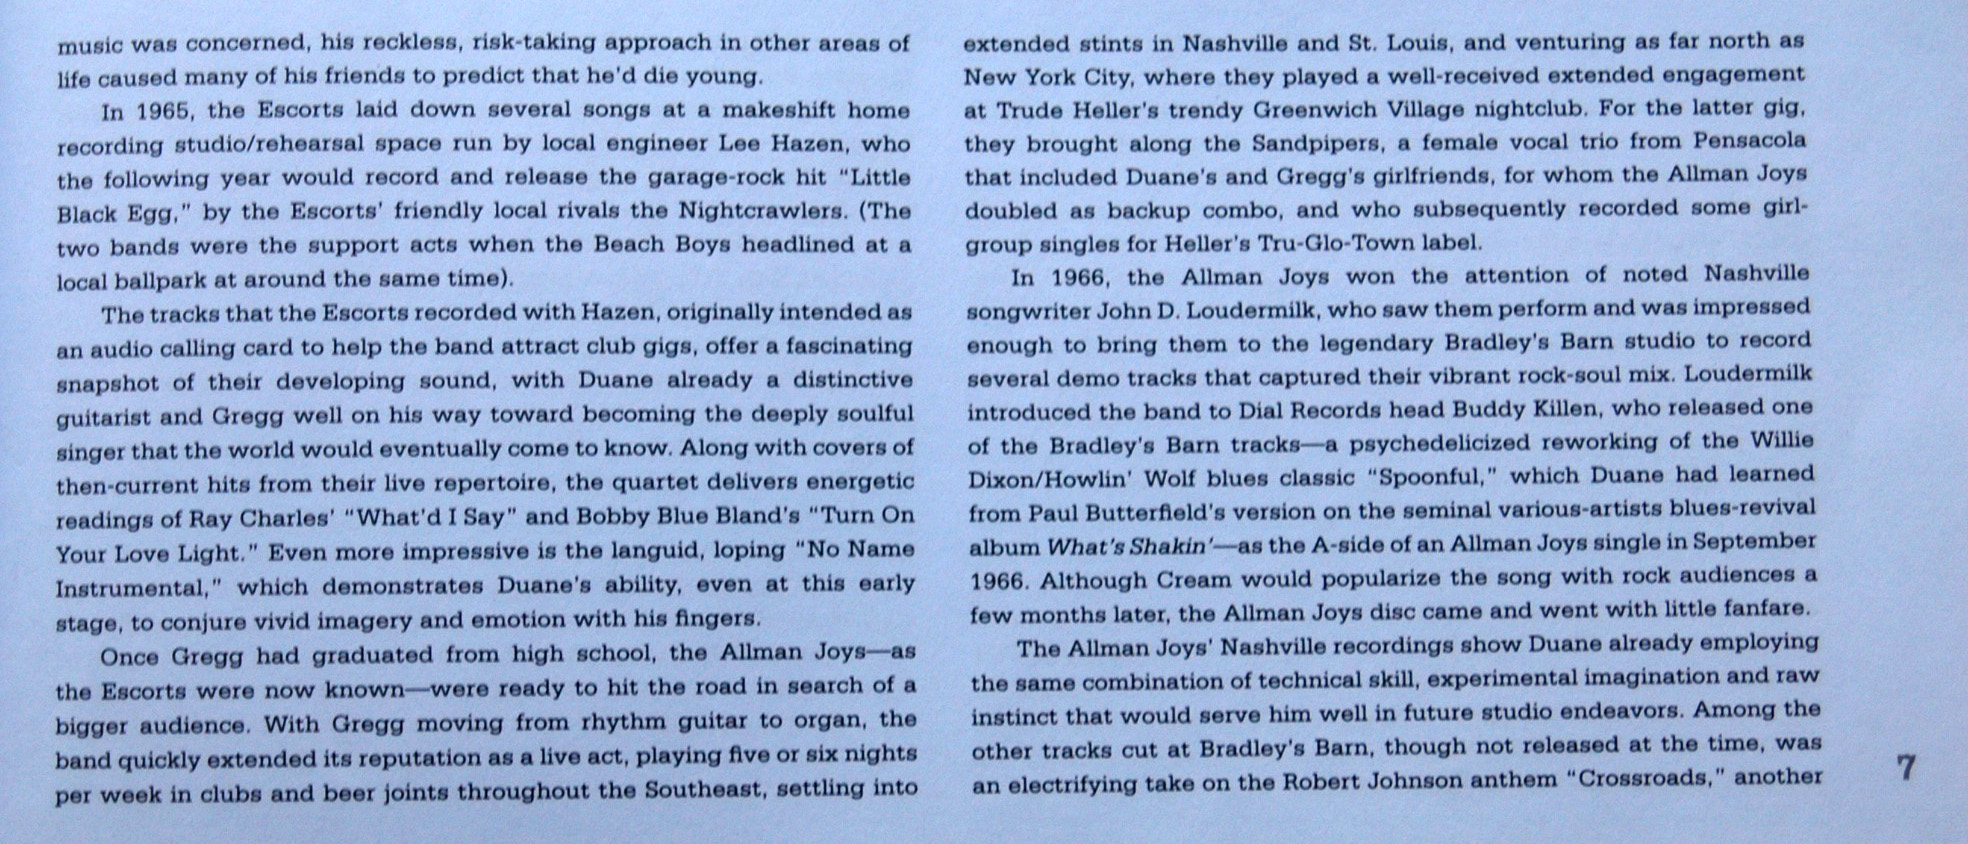 music was concerned, his reckless, risk-taking approach in other areas of
life caused many of his friends to predict that he'd die young.
In 1965, the Escorts laid down several songs at a makeshift home
recording studio/rehearsal space run by local engineer Lee Hazen, who
the following year would record and release the garage-rock hit “Little
Black Egg,” by the Escorts' friendly local rivals the Nightcrawlers. (The
two bands were the support acts when the Beach Boys headlined at a
local ballpark at around the same time).
The tracks that the Escorts recorded with Hazen, originally intended as
an audio calling card to help the band attract club gigs, offer a fascinating
snapshot of their developing sound, with Duane already a distinctive
guitarist and Gregg well on his way toward becoming the deeply soulful
singer that the world would eventually come to know. Along with covers of
then-current hits from their live repertoire, the quartet delivers energetic
readings of Ray Charles' “What'd I Say” and Bobby Blue Bland's “Turn On
Your Love Light.” Even more impressive is the languid, loping “No Name
Instrumental,” which demonstrates Duane's ability, even at this early
stage, to conjure vivid imagery and emotion with his fingers.
Once Gregg had graduated from high school, the Allman Joys—as
the Escorts were now known—were ready to hit the road in search of a
bigger audience. With Gregg moving from rhythm guitar to organ, the
band quickly extended its reputation as a live act, playing five or six nights
per week in clubs and beer joints throughout the Southeast, settling into
extended stints in Nashville and St. Louis, and venturing as far north as
New York City, where they played a well-received extended engagement
at Trude Heller's trendy Greenwich Village nightclub. For the latter gig,
they brought along the Sandpipers, a female vocal trio from Pensacola
that included Duane's and Gregg's girlfriends, for whom the Allman Joys
doubled as backup combo, and who subsequently recorded some girl-
group singles for Heller's Tru-Glo-Town label.
In 1966, the Allman Joys won the attention of noted Nashville
songwriter John D. Loudermilk, who saw them perform and was impressed
enough to bring them to the legendary Bradley's Barn studio to record
several demo tracks that captured their vibrant rock-soul mix. Loudermilk
introduced the band to Dial Records head Buddy Killen, who released one
of the Bradley's Barn tracks—a psychedelicized reworking of the Willie
Dixon/Howlin' Wolf blues classic “Spoonful,” which Duane had learned
from Paul Butterfield's version on the seminal various-artists blues-revival
album What's Shakin'—as the A-side of an Allman Joys single in September
1966. Although Cream would popularize the song with rock audiences a
few months later, the Allman Joys disc came and went with little fanfare.
The Allman Joys' Nashville recordings show Duane already employing
the same combination of technical skill, experimental imagination and raw
instinct that would serve him well in future studio endeavors. Among the
other tracks cut at Bradley's Barn, though not released at the time, was
an electrifying take on the Robert Johnson anthem “Crossroads,” another
7